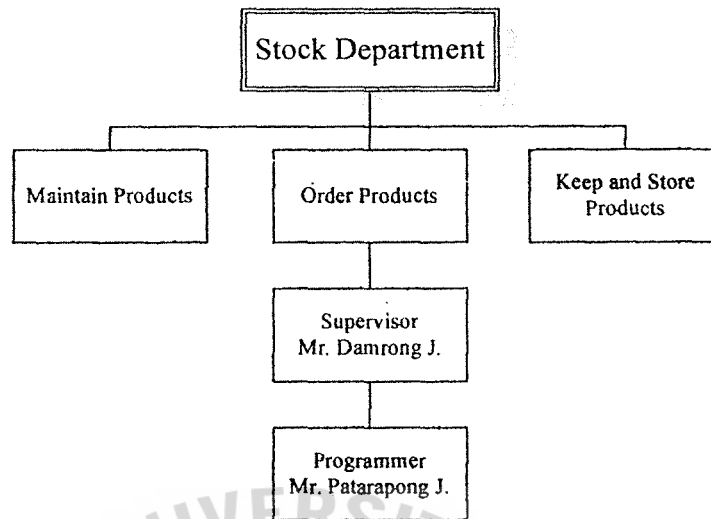 Stock Department
Maintain Products
Order Products
Keep and Store
Products
Supervisor
Mr. Damrong J.
Programmer
Mr. Patarapong J.